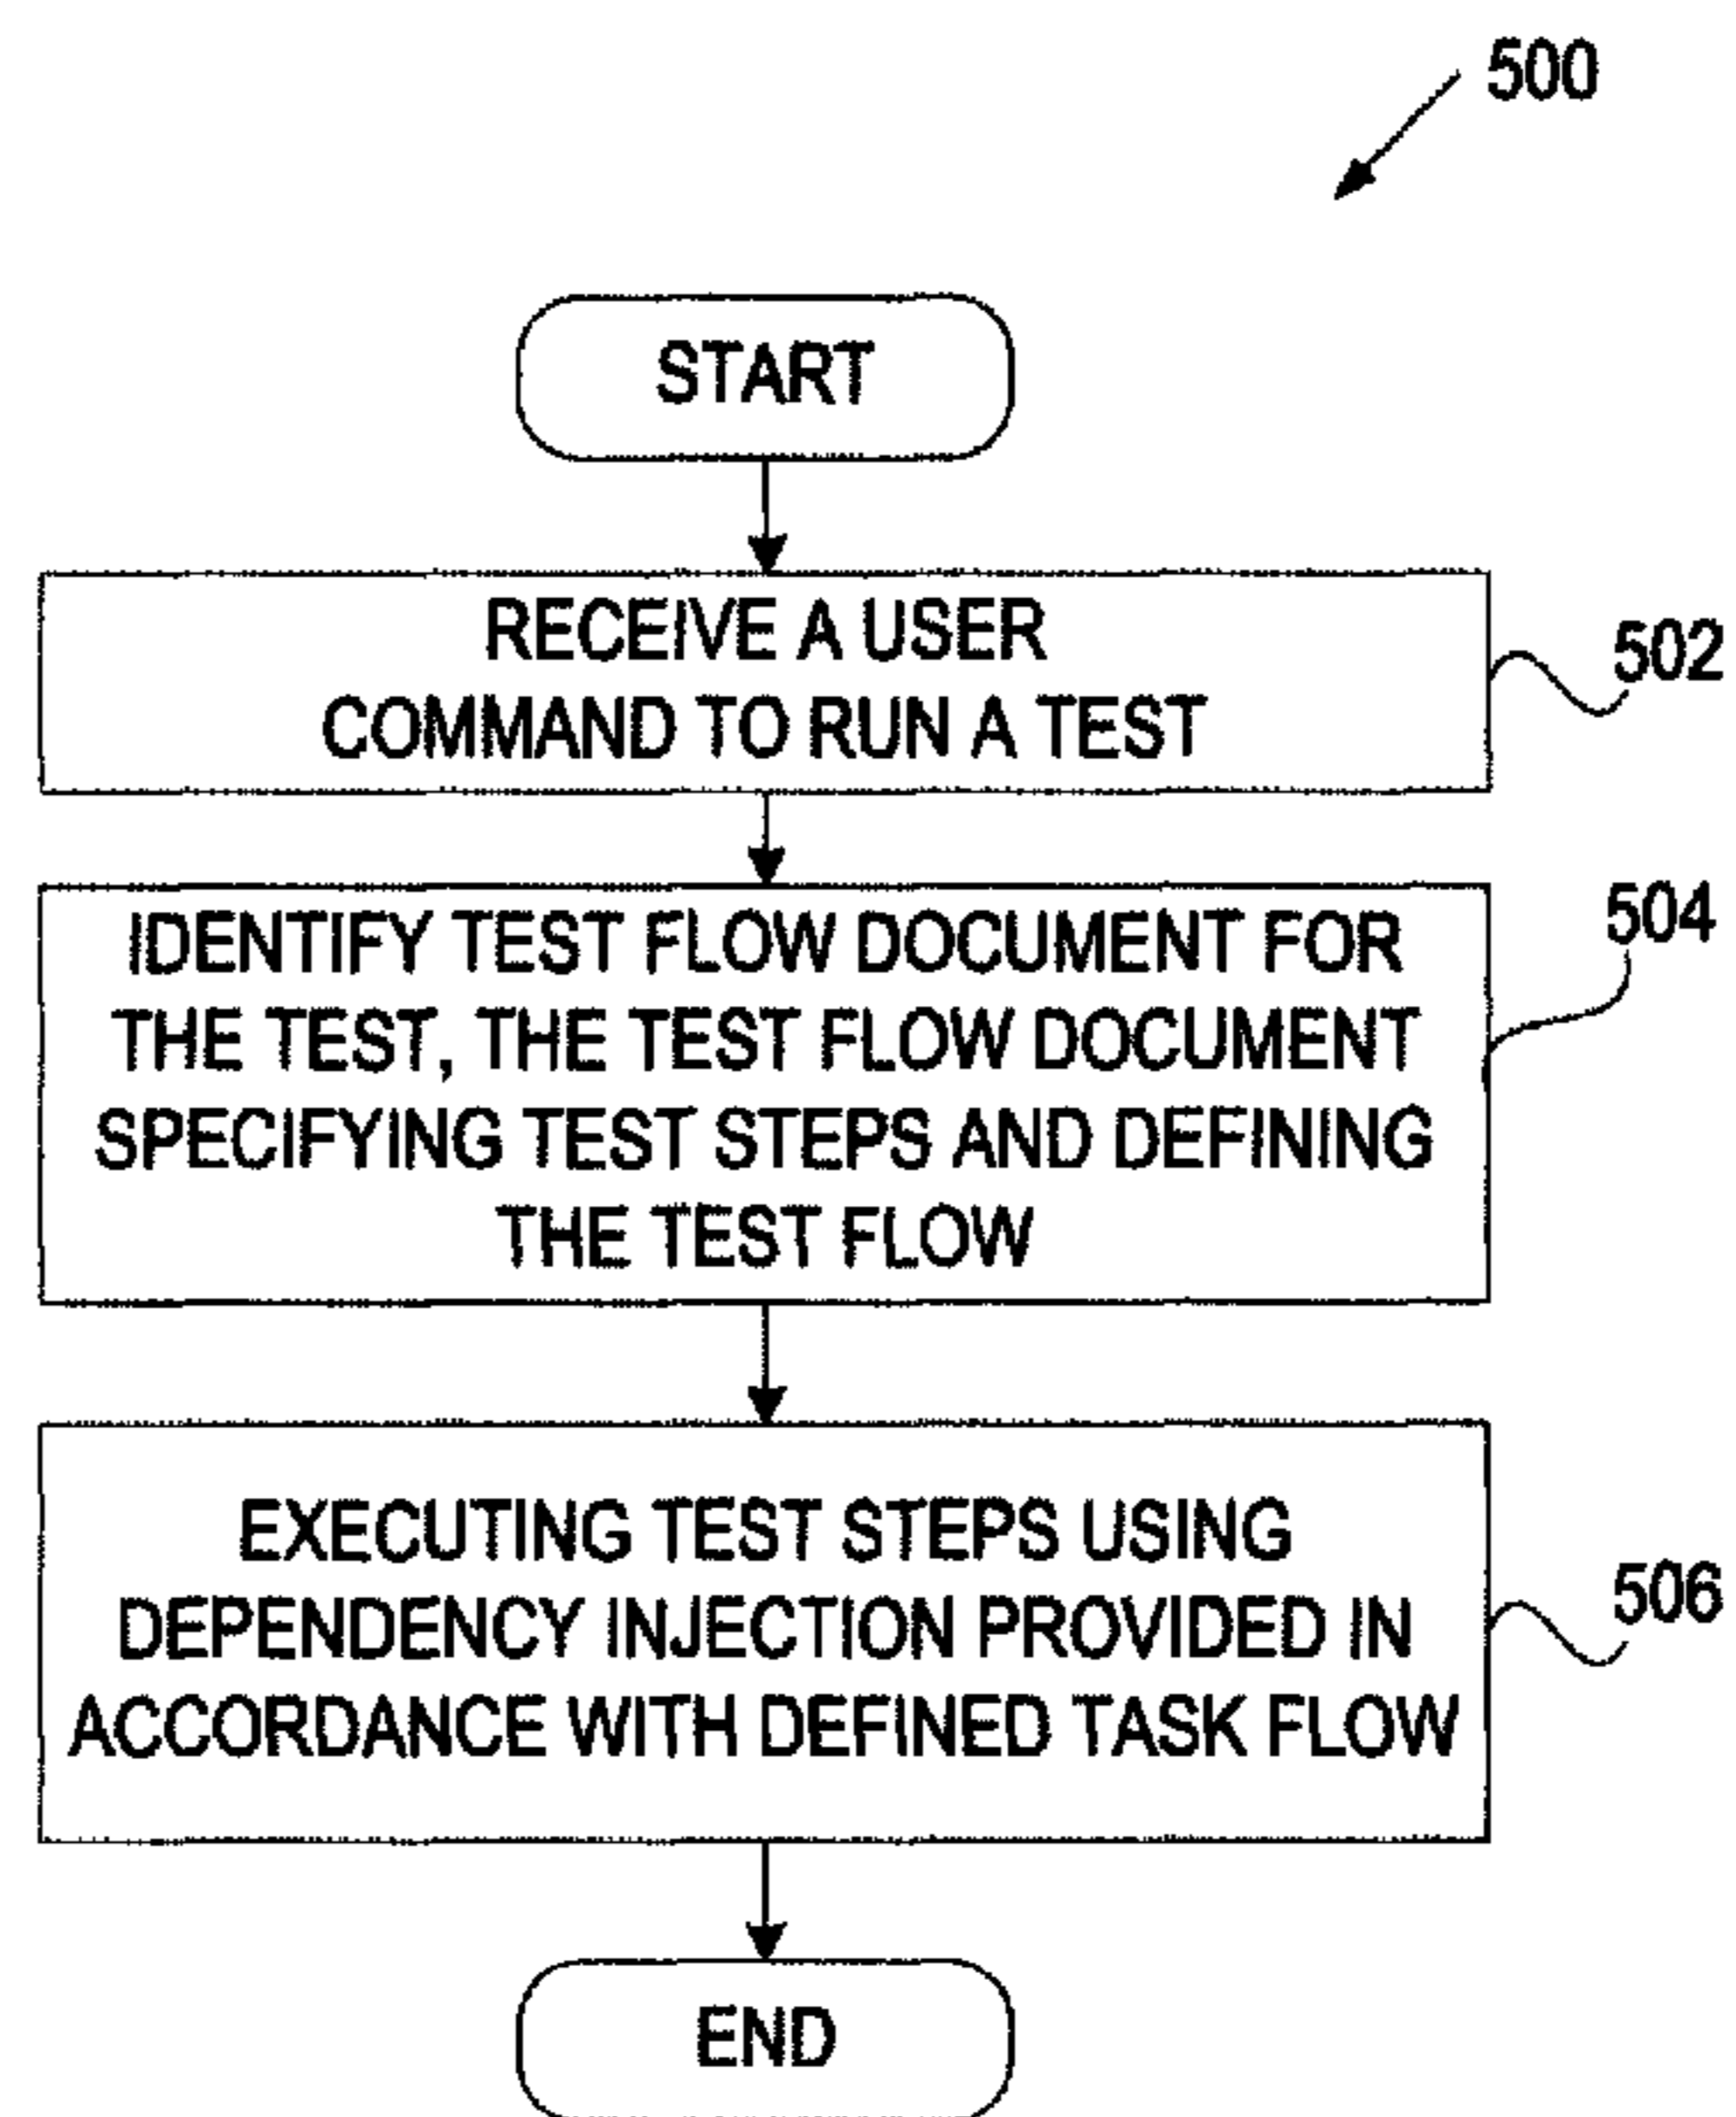 500
START
RECEIVE A USER
COMMAND TO RUN A TEST
502
IDENTIFY TEST FLOW DOCUMENT FOR
THE TEST, THE TEST FLOW DOCUMENT
SPECIFYING TEST STEPS AND DEFINING
THE TEST FLOW
504
EXECUTING TEST STEPS USING
DEPENDENCY INJECTION PROVIDED IN
ACCORDANCE WITH DEFINED TASK FLOW
506
END